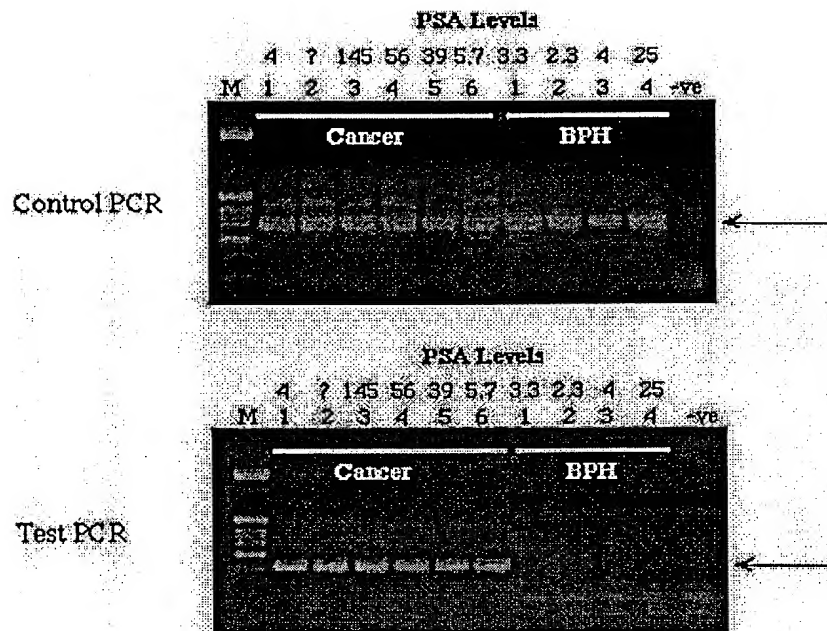 PSA Levels
4 ? 145 56 39 5.7 3.3 2.3 4 25
M 1 2 3 4 5 6 1 2 3 4 -ve
Cancer BPH
Control PCR
PSA Levels
4 ? 145 56 39 5.7 3.3 2.3 4 25
M 1 2 3 4 5 6 1 2 3 4 -ve
Cancer BPH
Test PCR